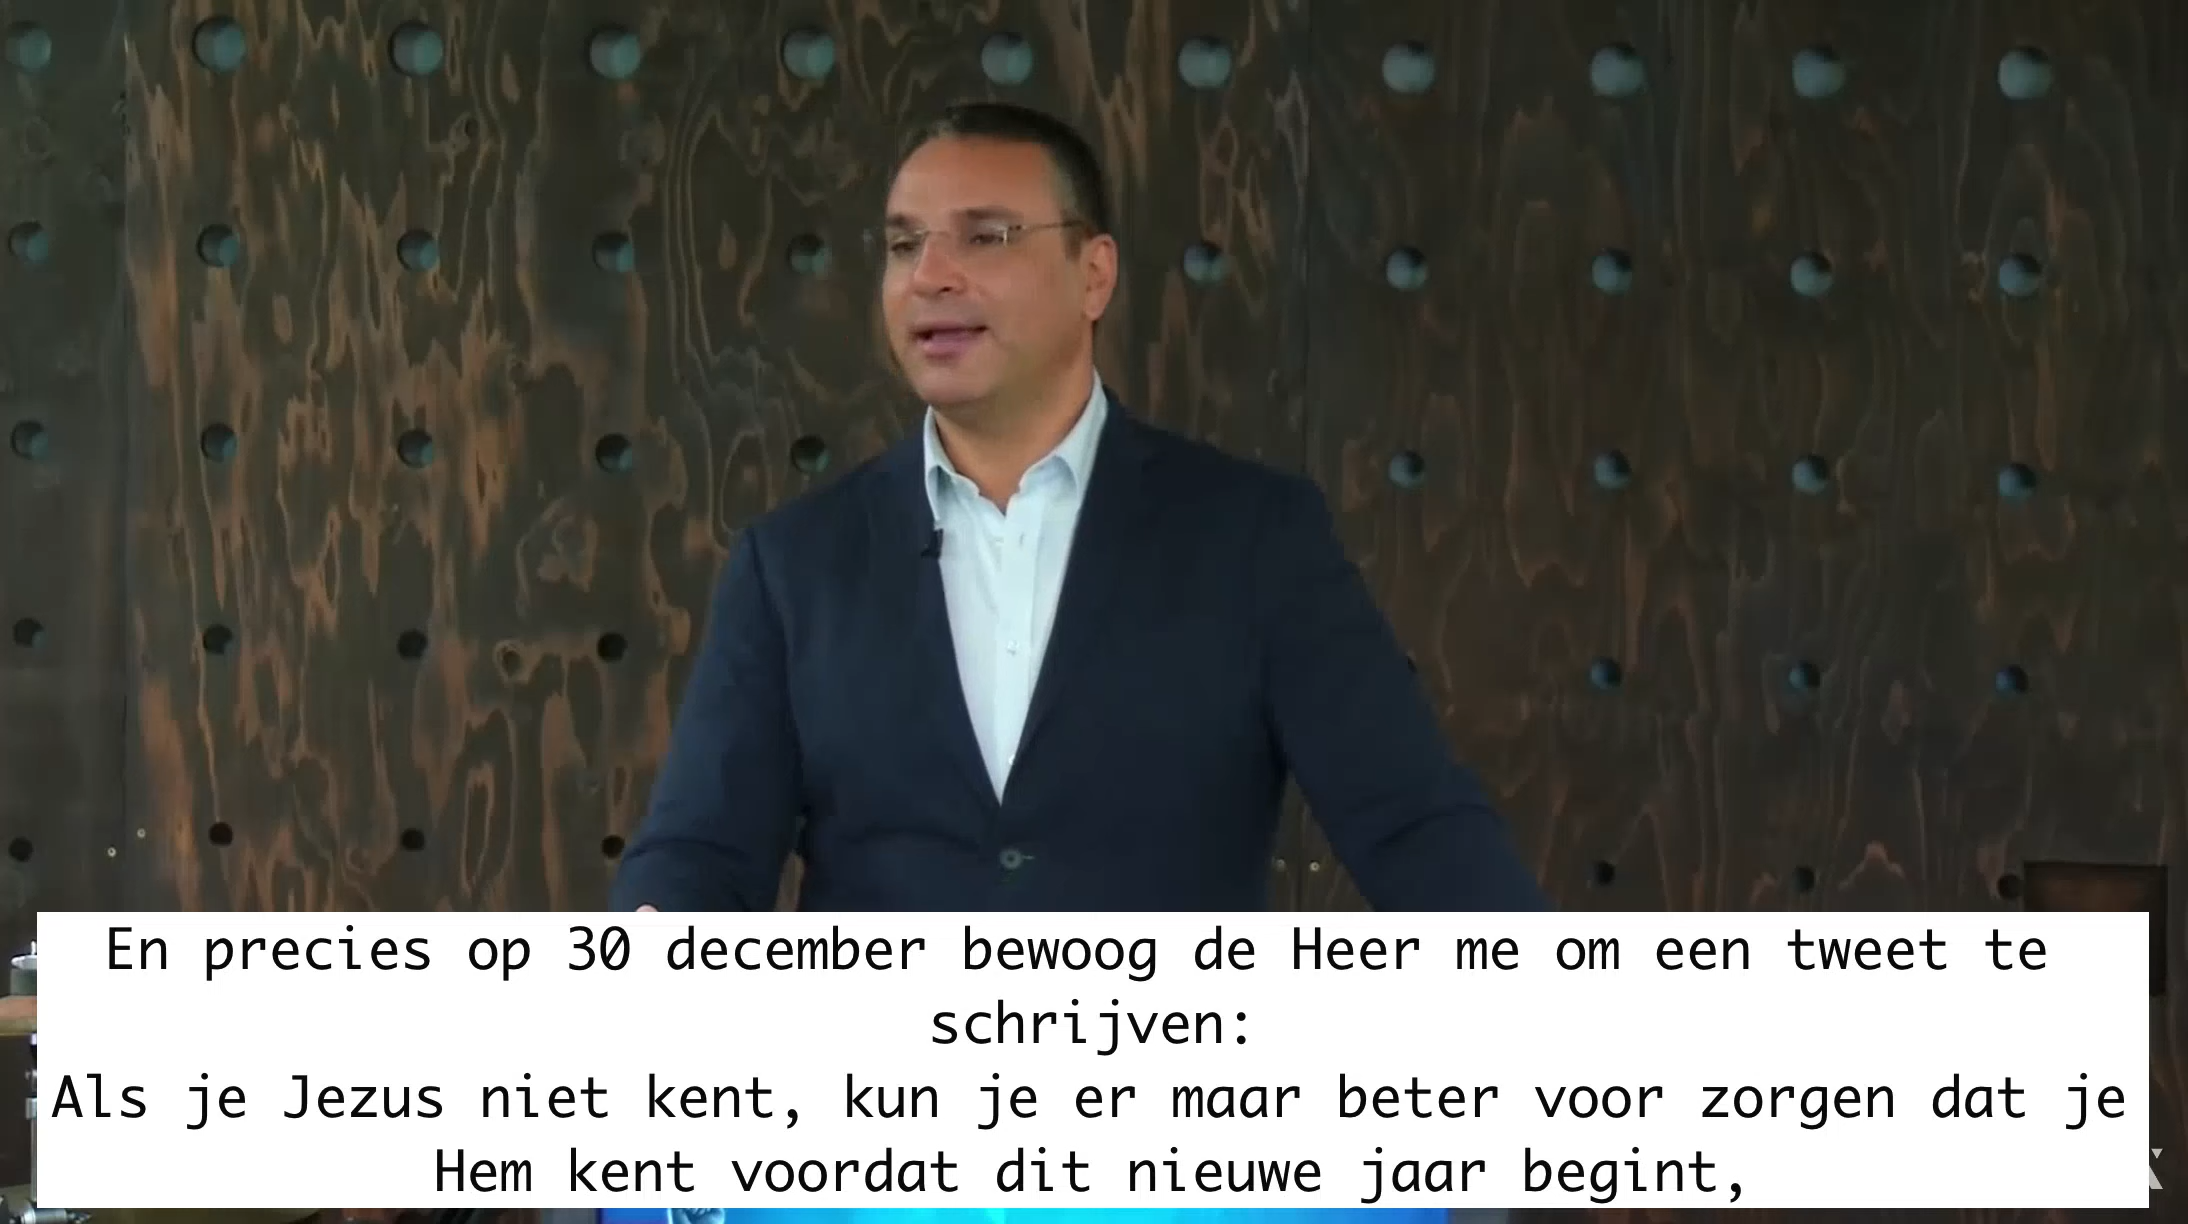 En precies op 30 december bewoog de Heer me om een tweet te
schrijven:
Als je Jezus niet kent, kun je er maar beter voor zorgen dat je
Hem kent voordat dit nieuwe jaar begint,